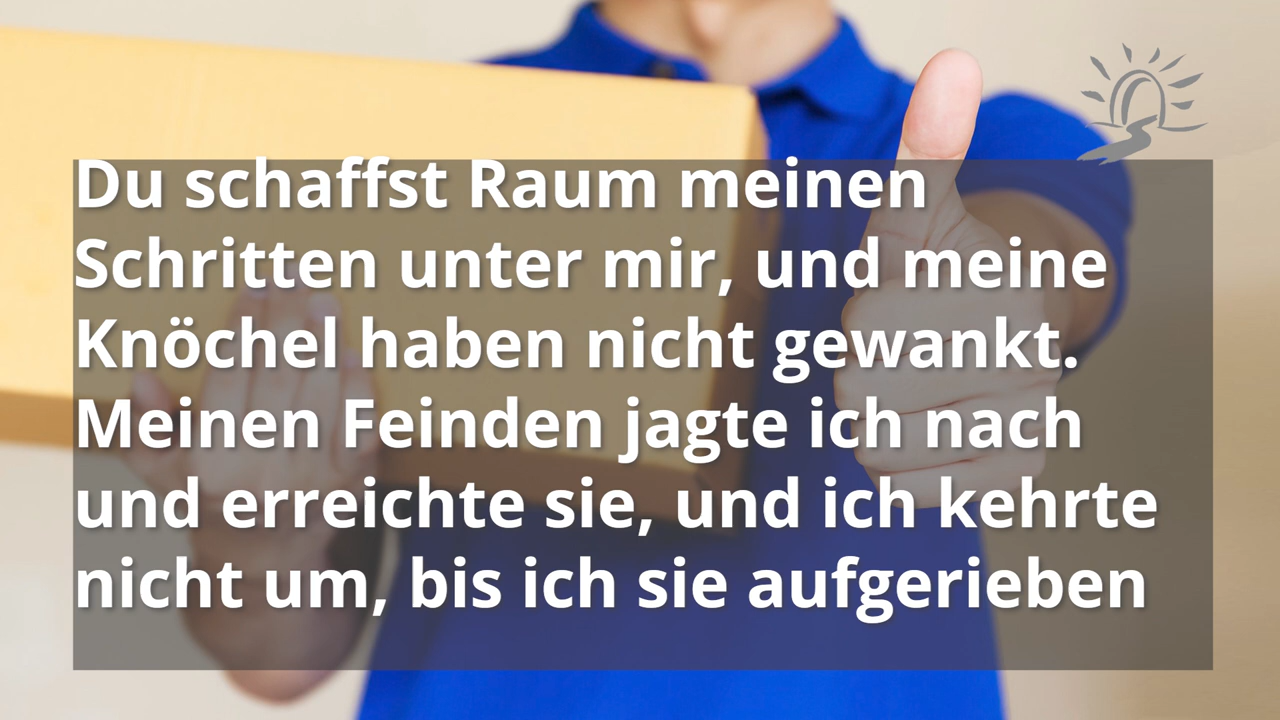 Du schaffst Raum meinen
Schritten unter mir, und meine
Knöchel haben nicht gewankt.
Meinen Feinden jagte ich nach
und erreichte sie, und ich kehrte
nicht um, bis ich sie aufgerieben